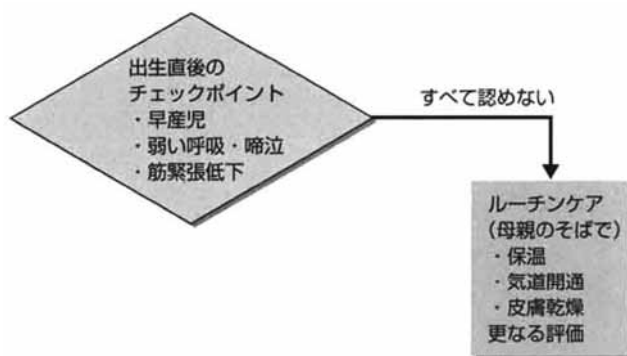 出生直後の
チェックポイント
・早産児
・弱い呼吸・啼泣
・筋緊張低下
すべて認めない
ルーチンケア
(母親のそばで)
・保温
・気道開通
・皮膚乾燥
更なる評価